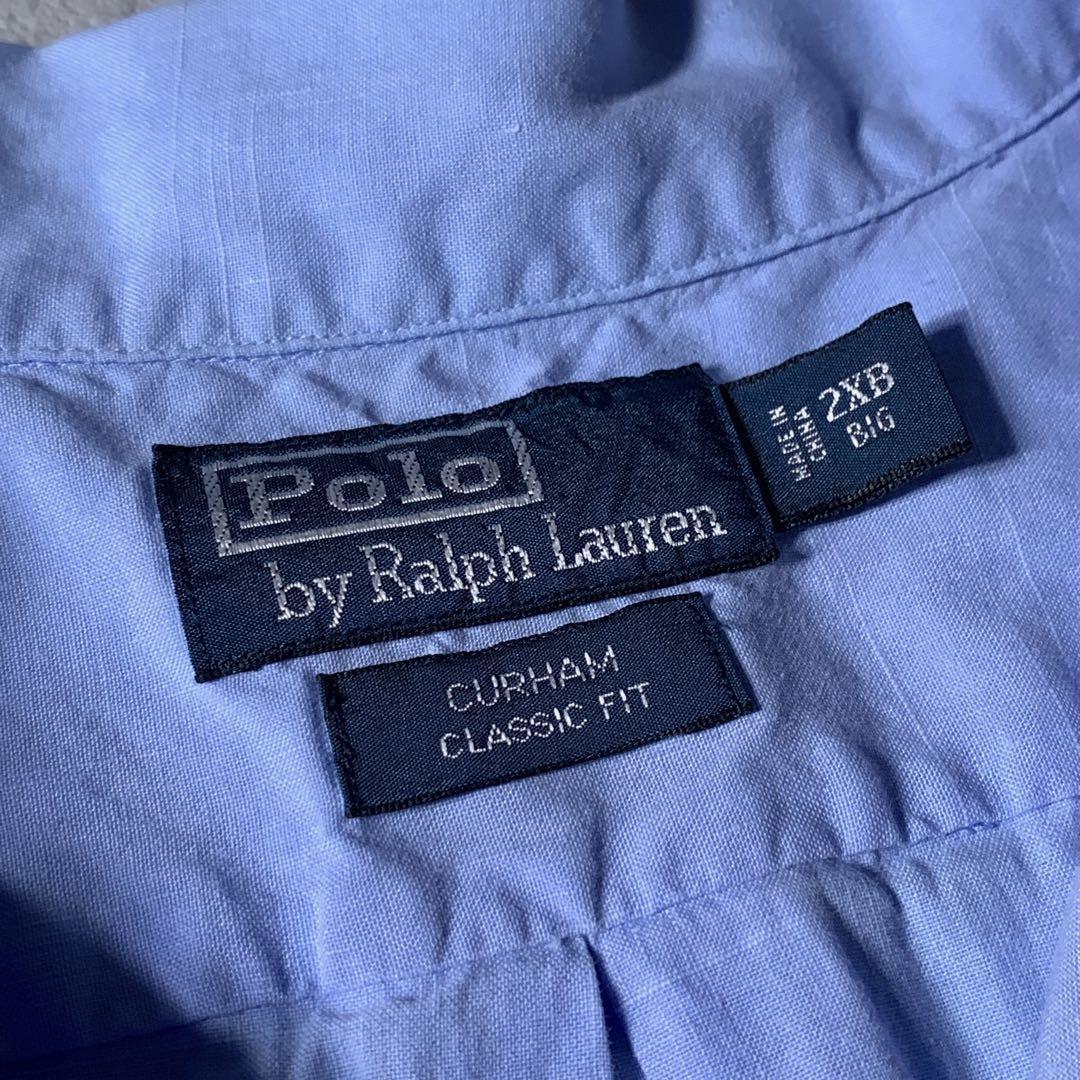 Polo
by Ralph Lauren
MADE IN
CHINA
2XB
BIG
CURHAM
CLASSIC FIT